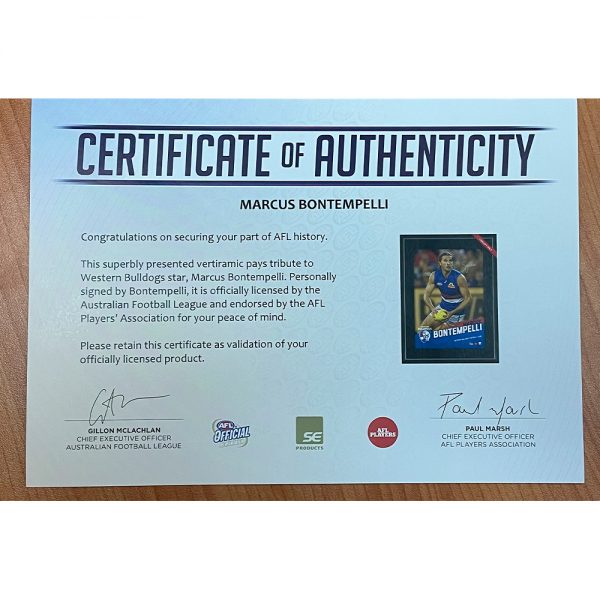 CERTIFICATE OF AUTHENTICITY
MARCUS BONTEMPELLI
Congratulations on securing your part of AFL history.
This superbly presented vertiramic pays tribute to
Western Bulldogs star, Marcus Bontempelli. Personally
signed by Bontempelli, it is officially licensed by the
Australian Football League and endorsed by the AFL
Players' Association for your peace of mind.
Please retain this certificate as validation of your
officially licensed product.
BONTEMPELLI
GILLON MCLACHLAN
CHIEF EXECUTIVE OFFICER
AUSTRALIAN FOOTBALL LEAGUE
AFL
OFFICIAL
SE
PRODUCTS
AFL
PLAYERS
Paul Marsh
PAUL MARSH
CHIEF EXECUTIVE OFFICER
AFL PLAYERS ASSOCIATION